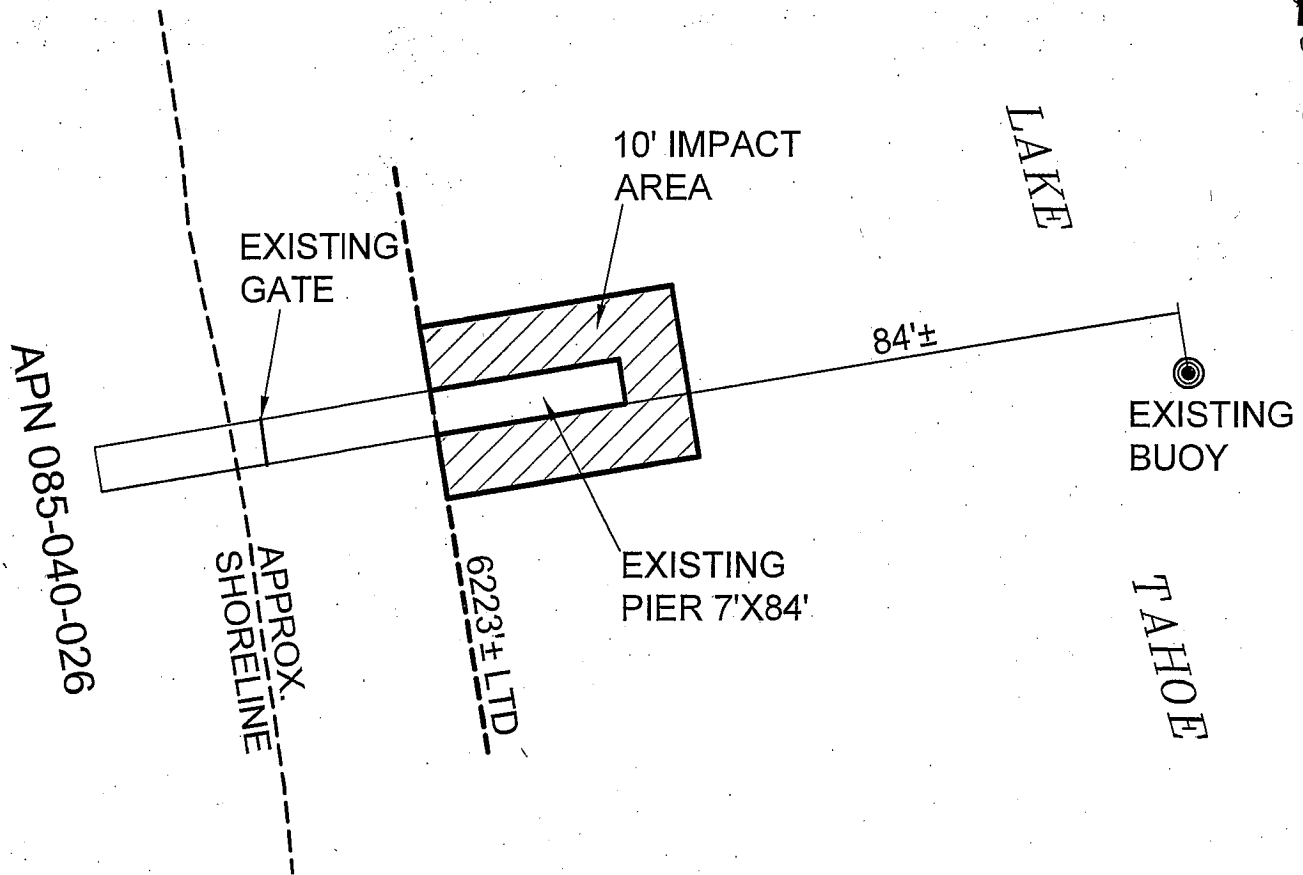 LAKE
10' IMPACT
AREA
EXISTING
GATE
84'±
APN 085-040-026
EXISTING
BUOY
APPROX.
SHORELINE
6223'± LTD
EXISTING
PIER 7'X84'
TAHOE